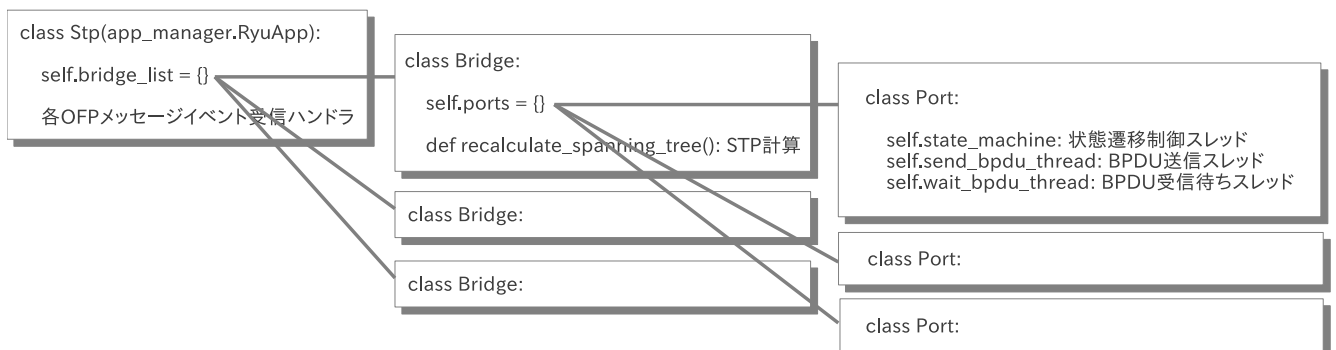 class Stp(app_manager.RyuApp):
self.bridge_list = {}
各OFPメッセージイベント受信ハンドラ
class Bridge:
self.ports = {}
def recalculate_spanning_tree(): STP計算
class Bridge:
class Bridge:
class Port:
self.state_machine: 状態遷移制御スレッド
self.send_bpdu_thread: BPDU送信スレッド
self.wait_bpdu_thread: BPDU受信待ちスレッド
class Port:
class Port: